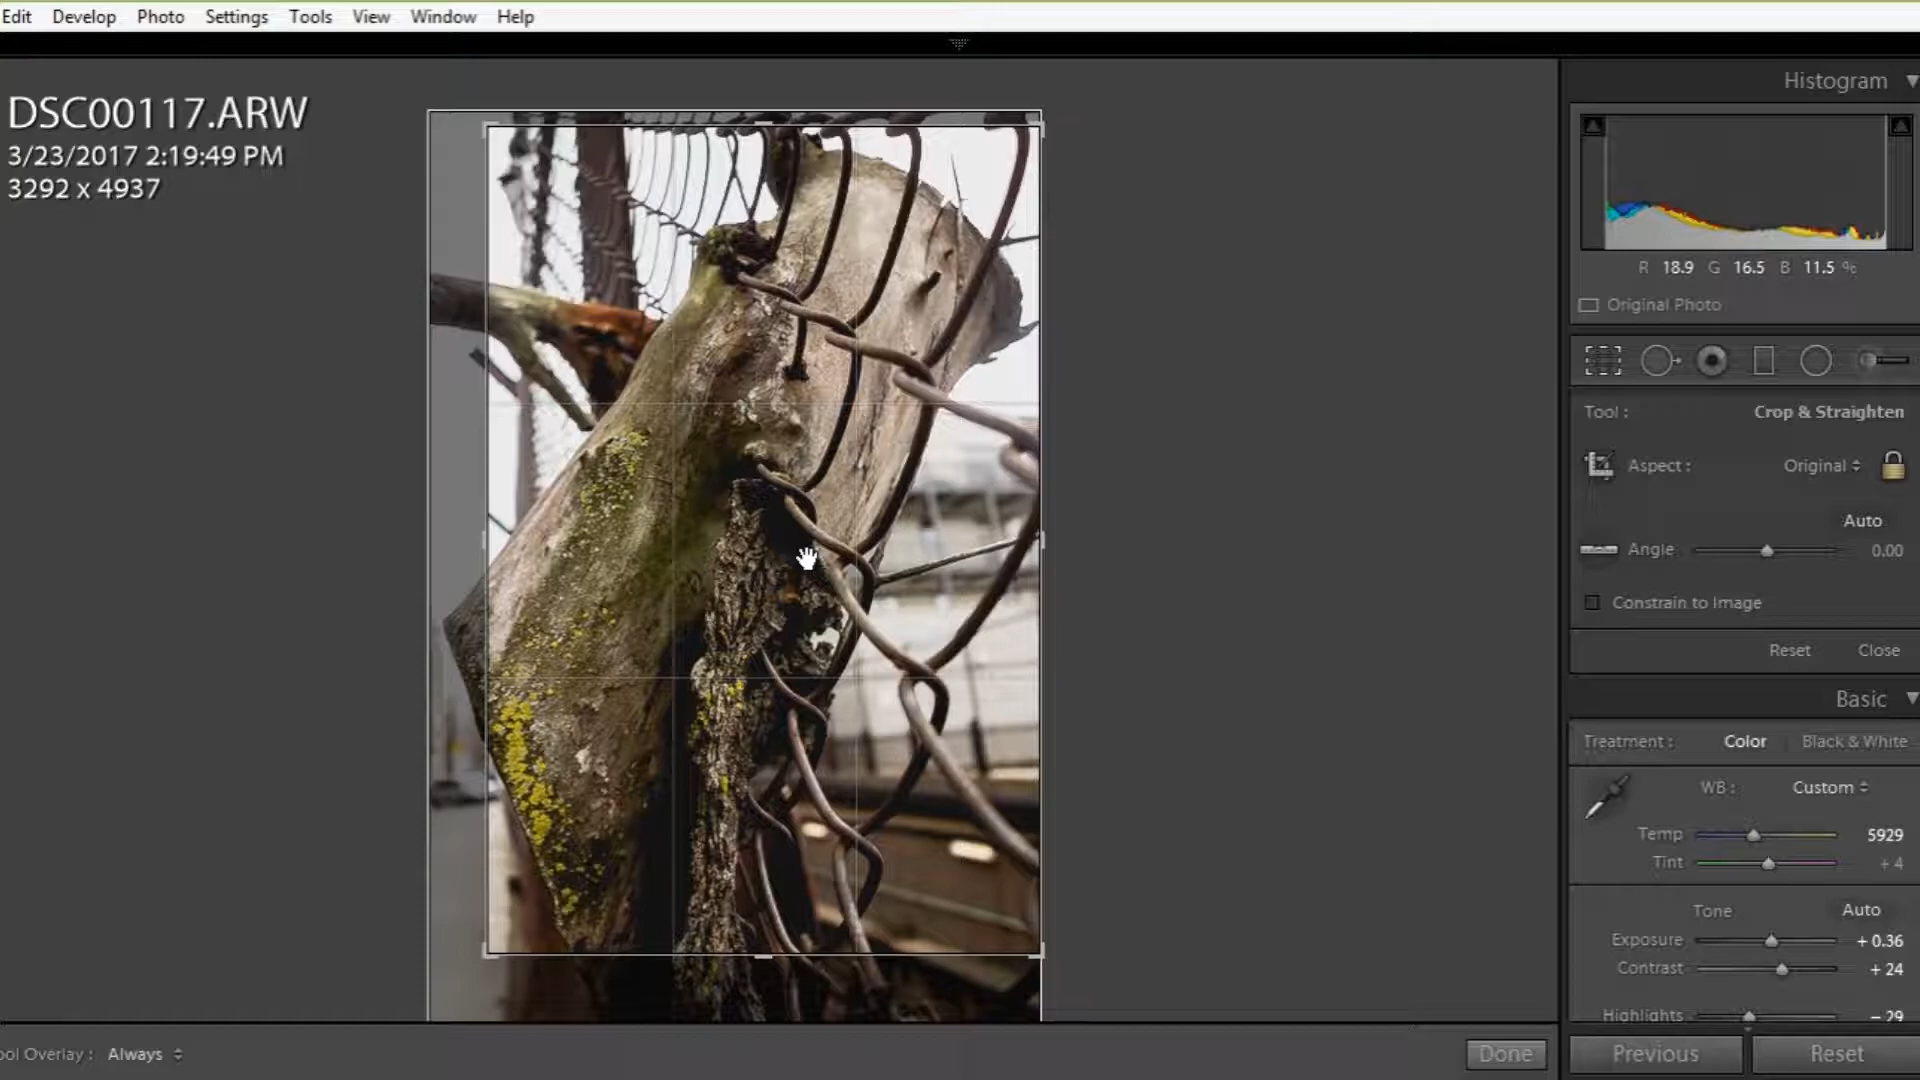 Edit Develop Photo Settings Tools View Window Help
DSC00117.ARW
3/23/2017 2:19:49 PM
3292 x 4937
Histogram
R 18.9 G 16.5 B 11.5 %
Original Photo
Tool : Crop & Straighten
Aspect : Original
Auto
Angle 0.00
Constrain to Image
Reset Close
Basic
Treatment : Color Black & White
WB : Custom
Temp 5929
Tint + 4
Tone Auto
Exposure + 0.36
Contrast + 24
Highlights − 29
ool Overlay : Always
Done Previous Reset